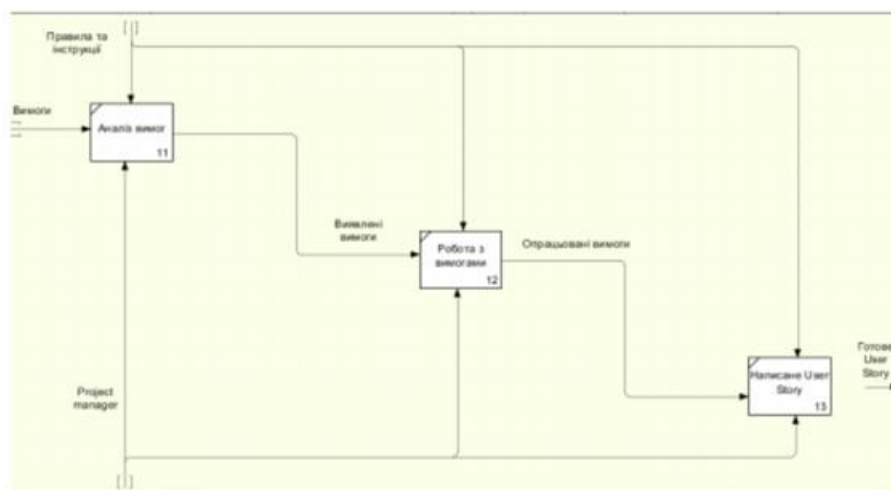 Правила та
інструкції
Вимоги
Аналіз вимог
11
Виявлені
вимоги
Робота з
вимогами
12
Опрацьовані вимоги
Готове
User
Story
Написане User
Story
13
Project
manager